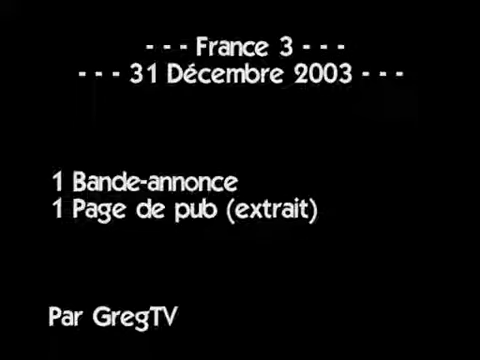 - - - France 3 - - -
- - - 31 Décembre 2003 - - -
1 Bande-annonce
1 Page de pub (extrait)
Par GregTV